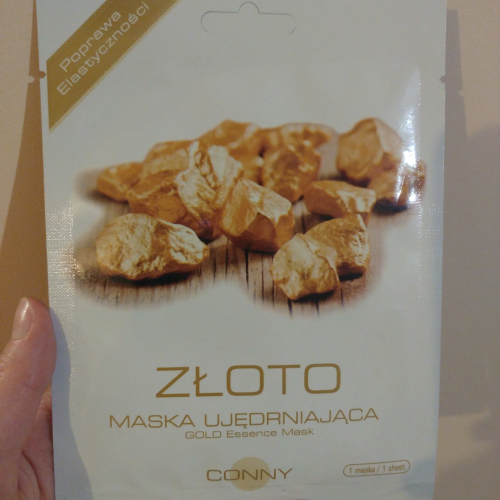 Poprawa
Elastyczności
ZŁOTO
MASKA UJĘDRNIAJĄCA
GOLD Essence Mask
CONNY
1 maska / 1 sheet